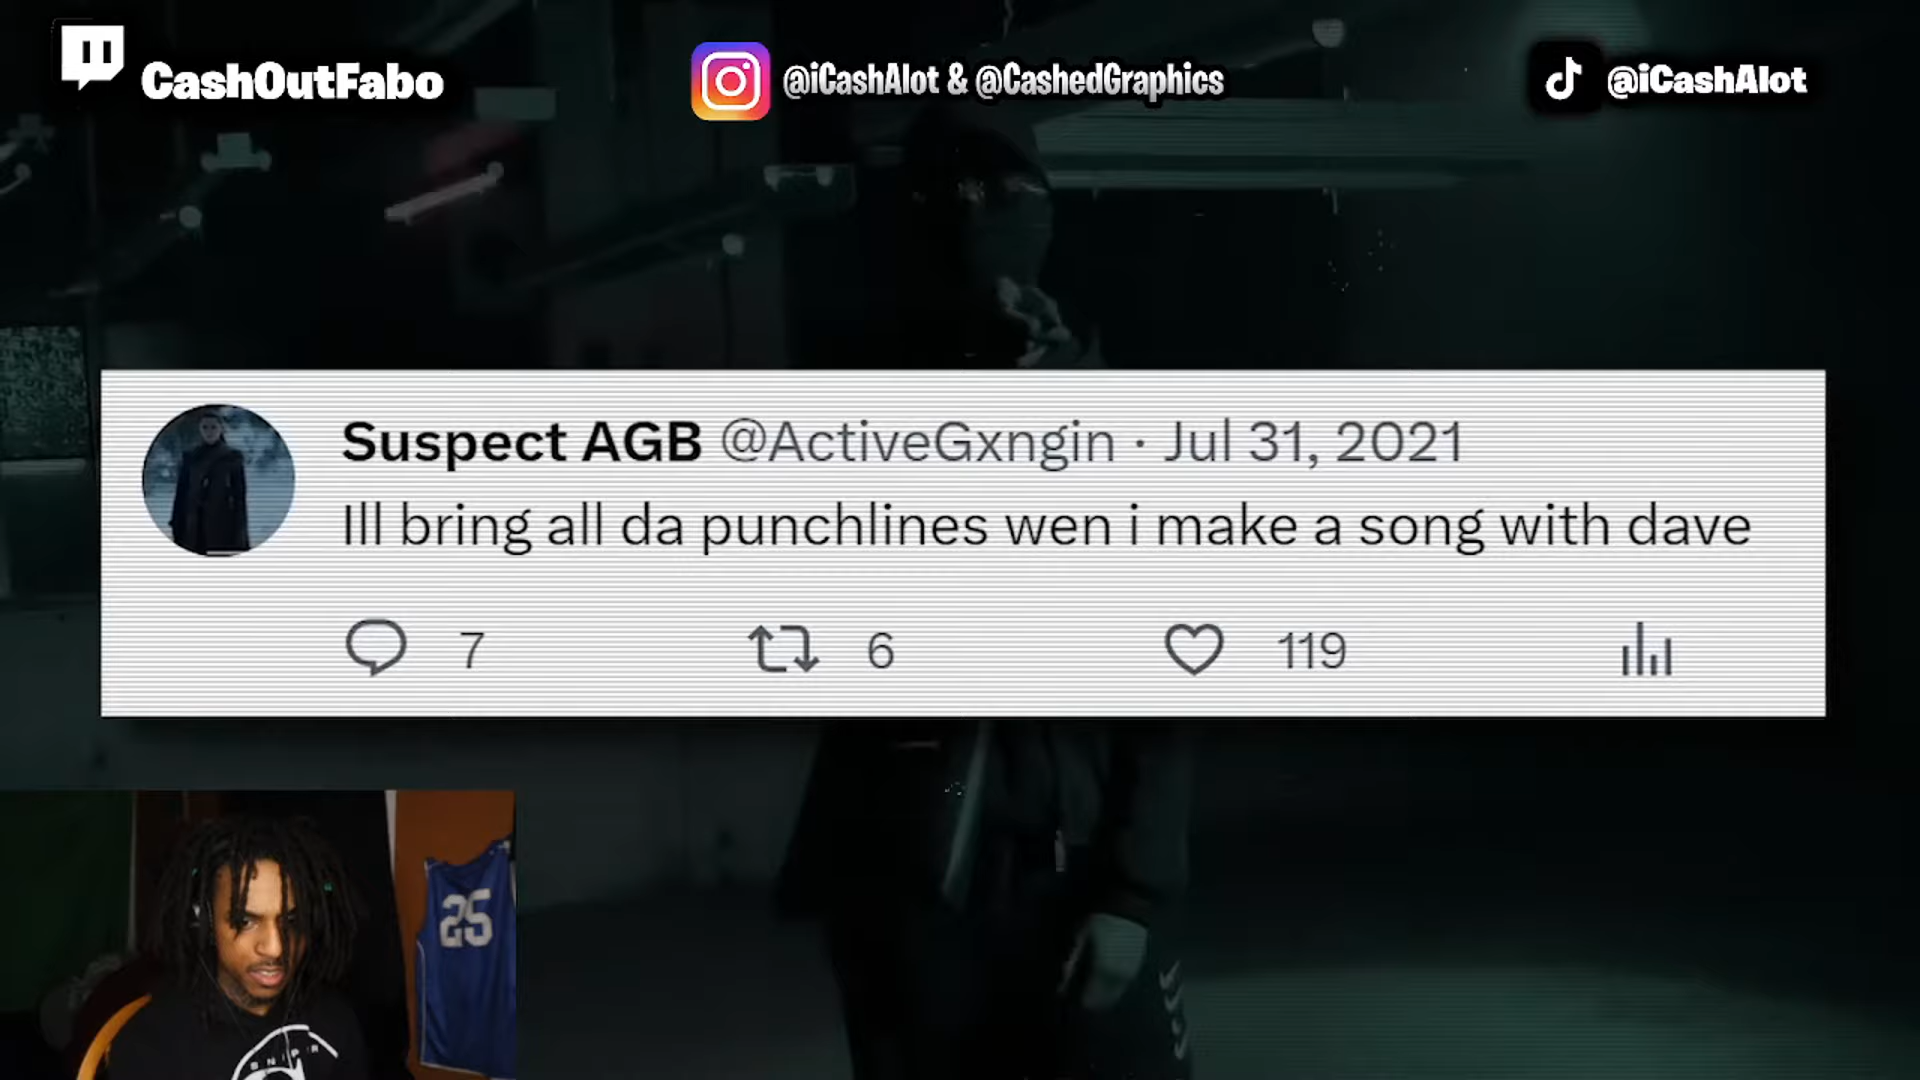 CashOutFabo
@iCashAlot & @CashedGraphics
@iCashAlot
Suspect AGB @ActiveGxngin · Jul 31, 2021
Ill bring all da punchlines wen i make a song with dave
7 6 119
25
SNIPR